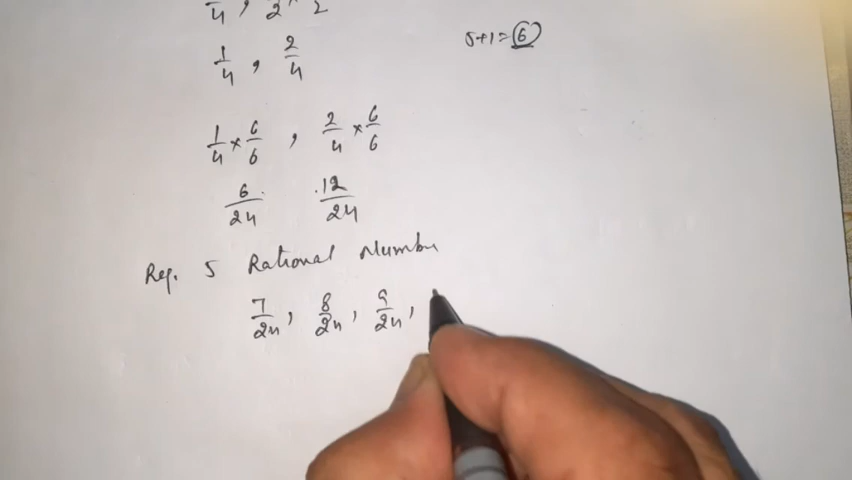 1/4, 2/4
5+1=6
1/4 × 6/6, 2/4 × 6/6
6/24 12/24
Req. 5 Rational Number
7/24, 8/24, 9/24,